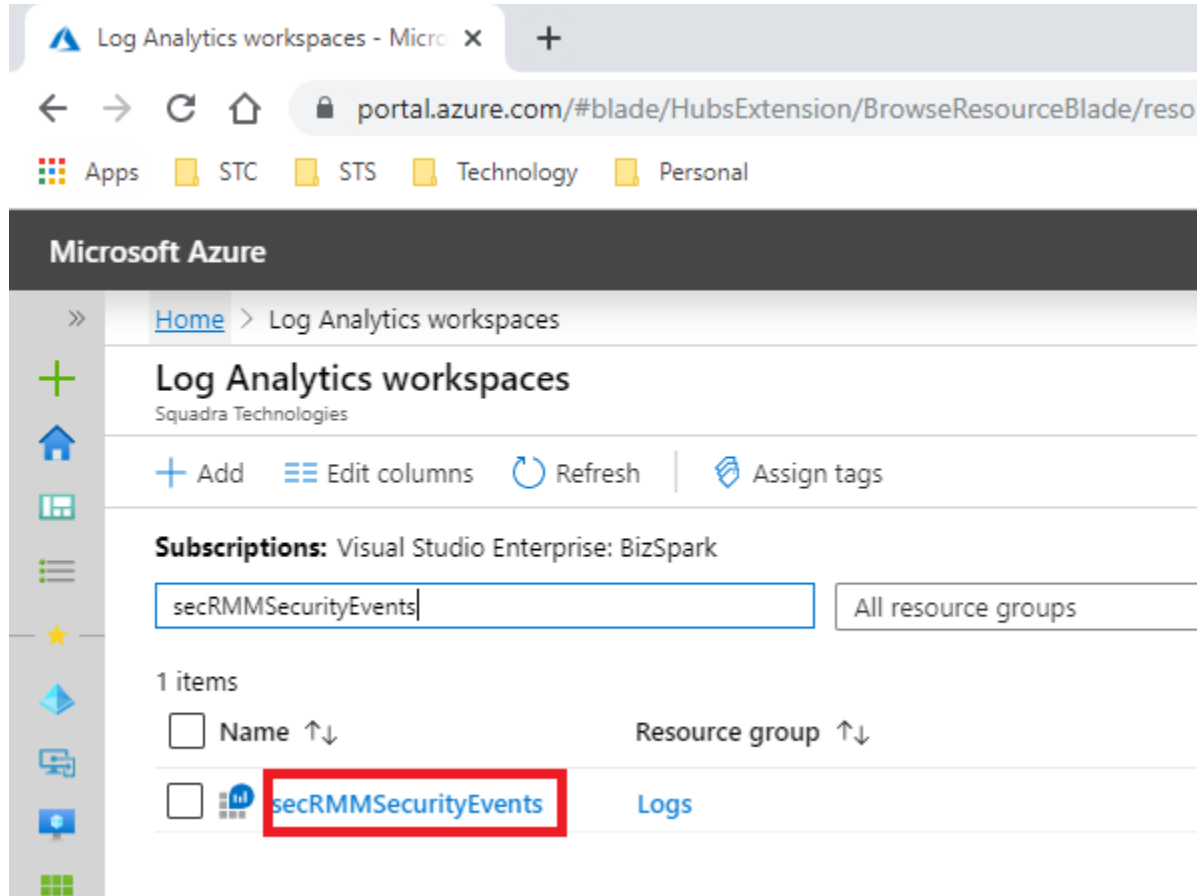 Log Analytics workspaces - Micro
portal.azure.com/#blade/HubsExtension/BrowseResourceBlade/reso
Apps STC STS Technology Personal
Microsoft Azure
Home > Log Analytics workspaces
Log Analytics workspaces
Squadra Technologies
Add Edit columns Refresh Assign tags
Subscriptions: Visual Studio Enterprise: BizSpark
secRMMSecurityEvents All resource groups
1 items
Name ↑↓ Resource group ↑↓
secRMMSecurityEvents Logs